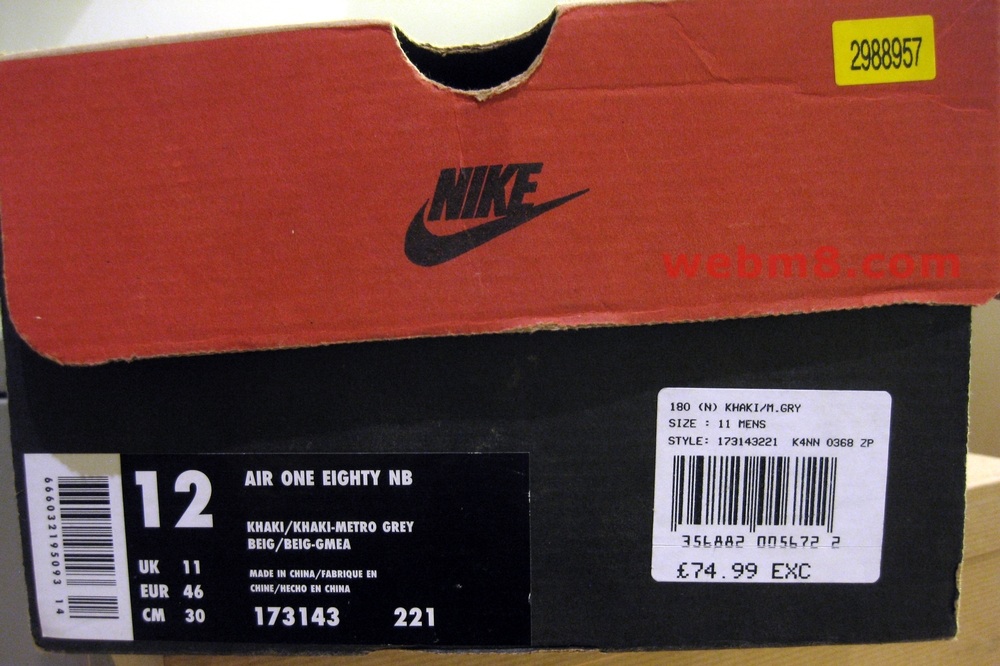 2988957
NIKE
webm8.com
180 (N) KHAKI/M.GRY
SIZE : 11 MENS
STYLE: 173143221 K4NN 0368 ZP
356882 005672 2
£74.99 EXC
666032195093 14
12
AIR ONE EIGHTY NB
KHAKI/KHAKI-METRO GREY
BEIG/BEIG-GMEA
UK 11
EUR 46
CM 30
MADE IN CHINA/FABRIQUE EN
CHINE/HECHO EN CHINA
173143 221